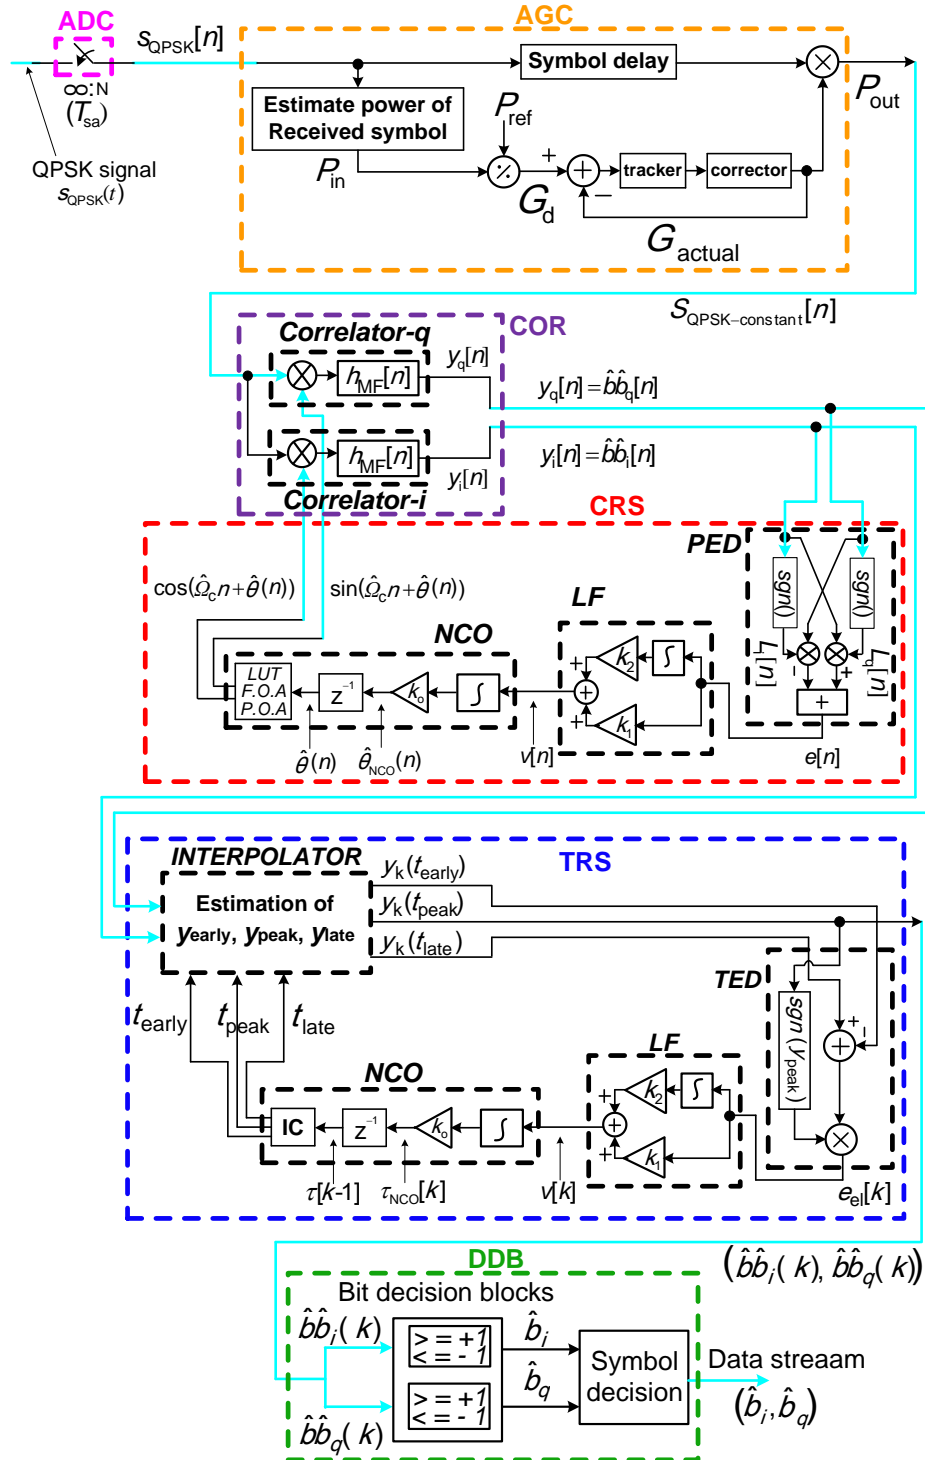 ADC
AGC
s_QPSK[n]
Symbol delay
P_out
∞:N
(T_sa)
Estimate power of
Received symbol
P_ref
QPSK signal
s_QPSK(t)
P_in
%
+
G_d
+
−
tracker
corrector
G_actual
S_QPSK−constant[n]
COR
Correlator-q
h_MF[n]
y_q[n]
y_q[n]=b̂b̂_q[n]
h_MF[n]
y_i[n]
y_i[n]=b̂b̂_i[n]
Correlator-i
CRS
PED
cos(Ω̂_c n+θ̂(n))
sin(Ω̂_c n+θ̂(n))
sgn()
sgn()
LF
NCO
L_i[n]
L_q[n]
LUT
F.O.A
P.O.A
z⁻¹
k_o
∫
+
+
+
k_2
∫
k_1
−
+
+
θ̂(n)
θ̂_NCO(n)
v[n]
e[n]
INTERPOLATOR
TRS
Estimation of
y_early, y_peak, y_late
y_k(t_early)
y_k(t_peak)
y_k(t_late)
TED
t_early
t_peak
t_late
sgn(y_peak)
+
−
+
LF
NCO
IC
z⁻¹
k_o
∫
+
+
+
k_2
∫
k_1
τ[k-1]
τ_NCO[k]
v[k]
e_el[k]
DDB
(b̂b̂_i(k), b̂b̂_q(k))
Bit decision blocks
b̂b̂_i(k)
>=+1
<=-1
b̂_i
Symbol
decision
Data streaam
(b̂_i,b̂_q)
b̂b̂_q(k)
>=+1
<=-1
b̂_q